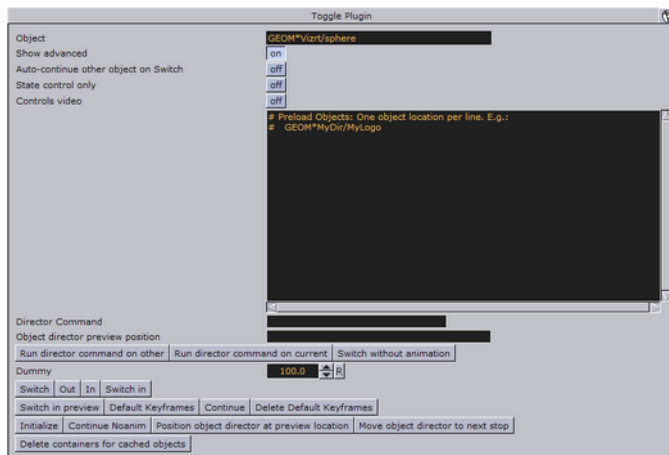 Toggle Plugin
Object GEOM*Vizrt/sphere
Show advanced on
Auto-continue other object on Switch off
State control only off
Controls video off
# Preload Objects: One object location per line. E.g.:
# GEOM*MyDir/MyLogo
Director Command
Object director preview position
Run director command on other Run director command on current Switch without animation
Dummy 100.0 R
Switch Out In Switch in
Switch in preview Default Keyframes Continue Delete Default Keyframes
Initialize Continue Noanim Position object director at preview location Move object director to next stop
Delete containers for cached objects